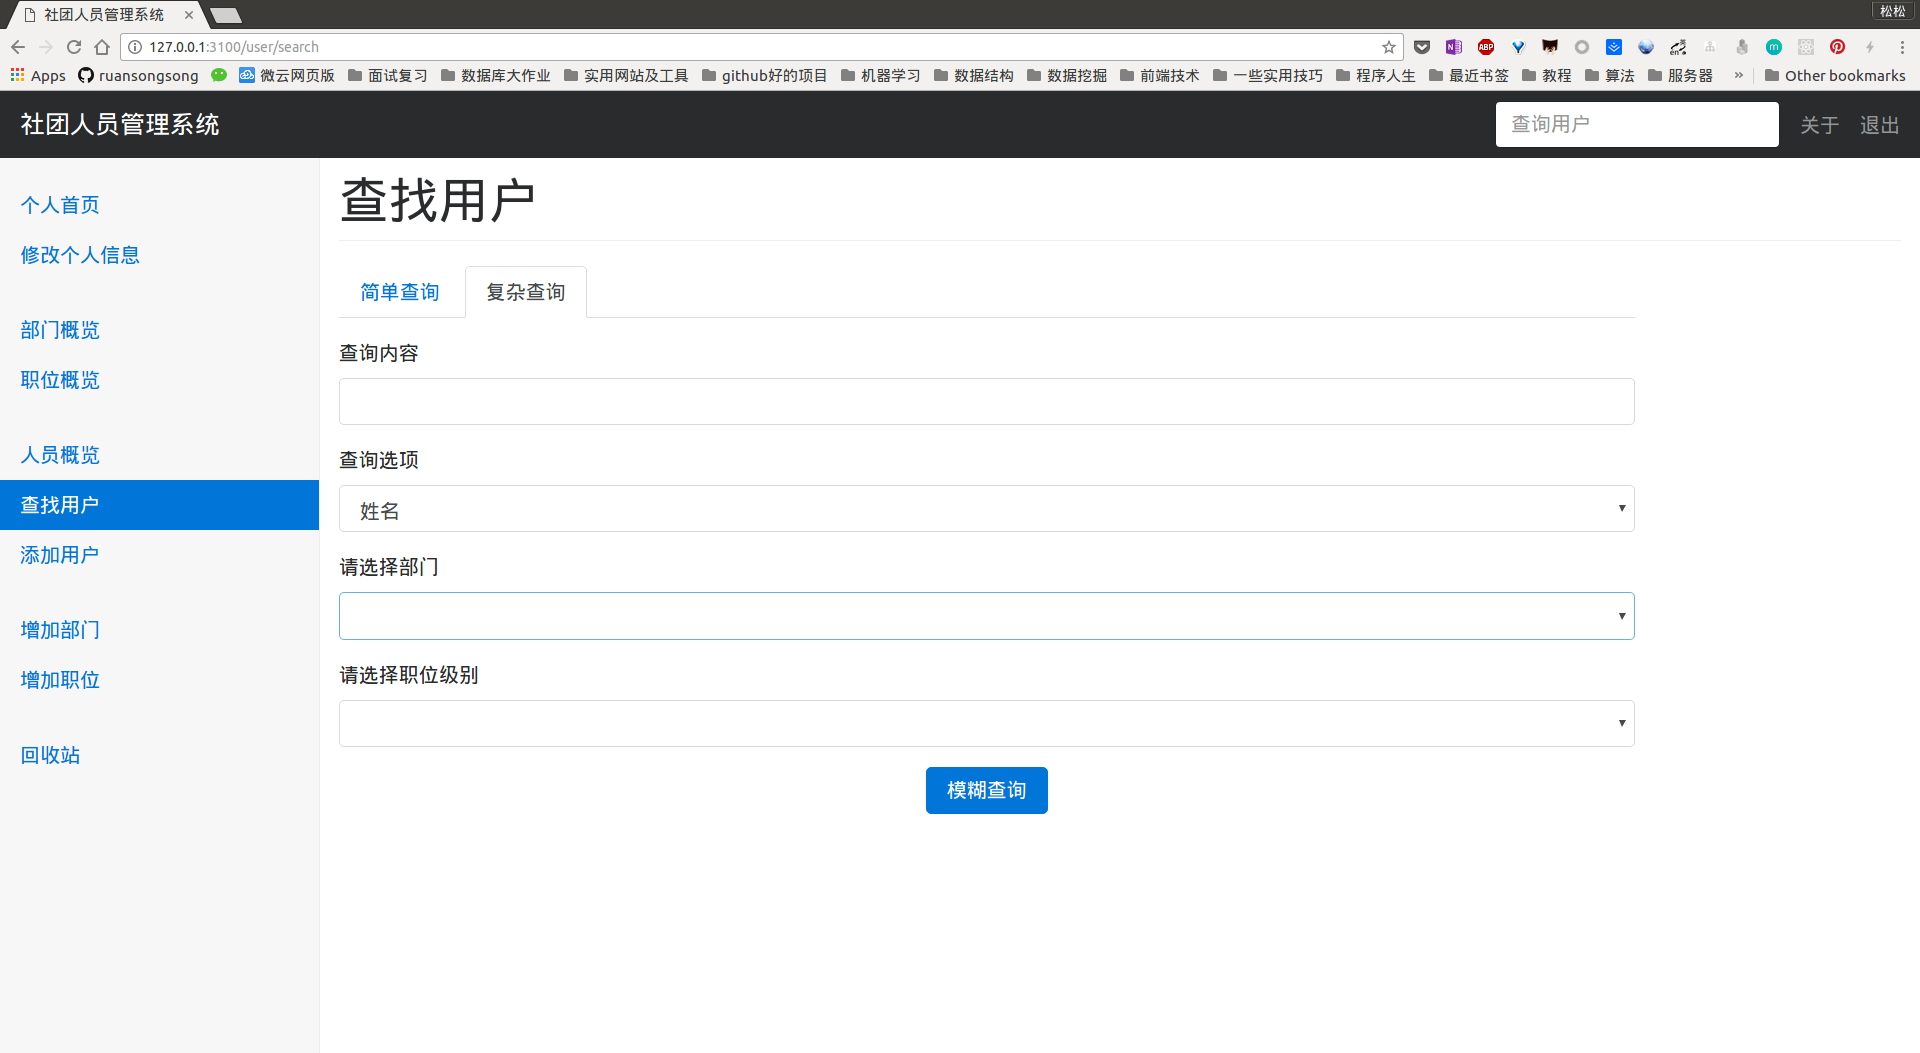 社团人员管理系统
松松
127.0.0.1:3100/user/search
Apps ruansongsong 微云网页版 面试复习 数据库大作业 实用网站及工具 github好的项目 机器学习 数据结构 数据挖掘 前端技术 一些实用技巧 程序人生 最近书签 教程 算法 服务器 » Other bookmarks
社团人员管理系统 查询用户 关于 退出
个人首页
修改个人信息
部门概览
职位概览
人员概览
查找用户
添加用户
增加部门
增加职位
回收站
查找用户
简单查询 复杂查询
查询内容
查询选项
姓名
请选择部门
请选择职位级别
模糊查询